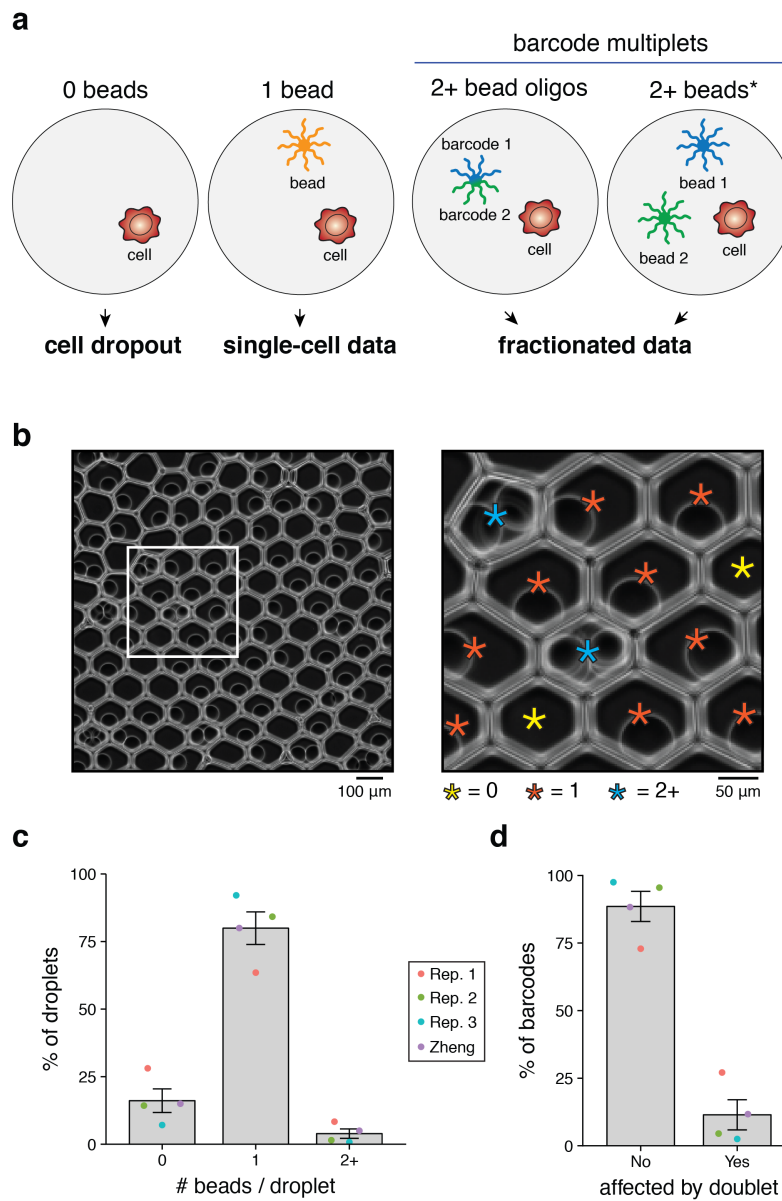 a
barcode multiplets
0 beads
1 bead
2+ bead oligos
2+ beads*
barcode 1
barcode 2
bead
bead 1
bead 2
cell
cell
cell
cell
cell dropout
single-cell data
fractionated data
b
100 µm
* = 0
* = 1
* = 2+
50 µm
c
% of droplets
100
75
50
25
0
0
1
2+
# beads / droplet
Rep. 1
Rep. 2
Rep. 3
Zheng
d
% of barcodes
100
75
50
25
0
No
Yes
affected by doublet